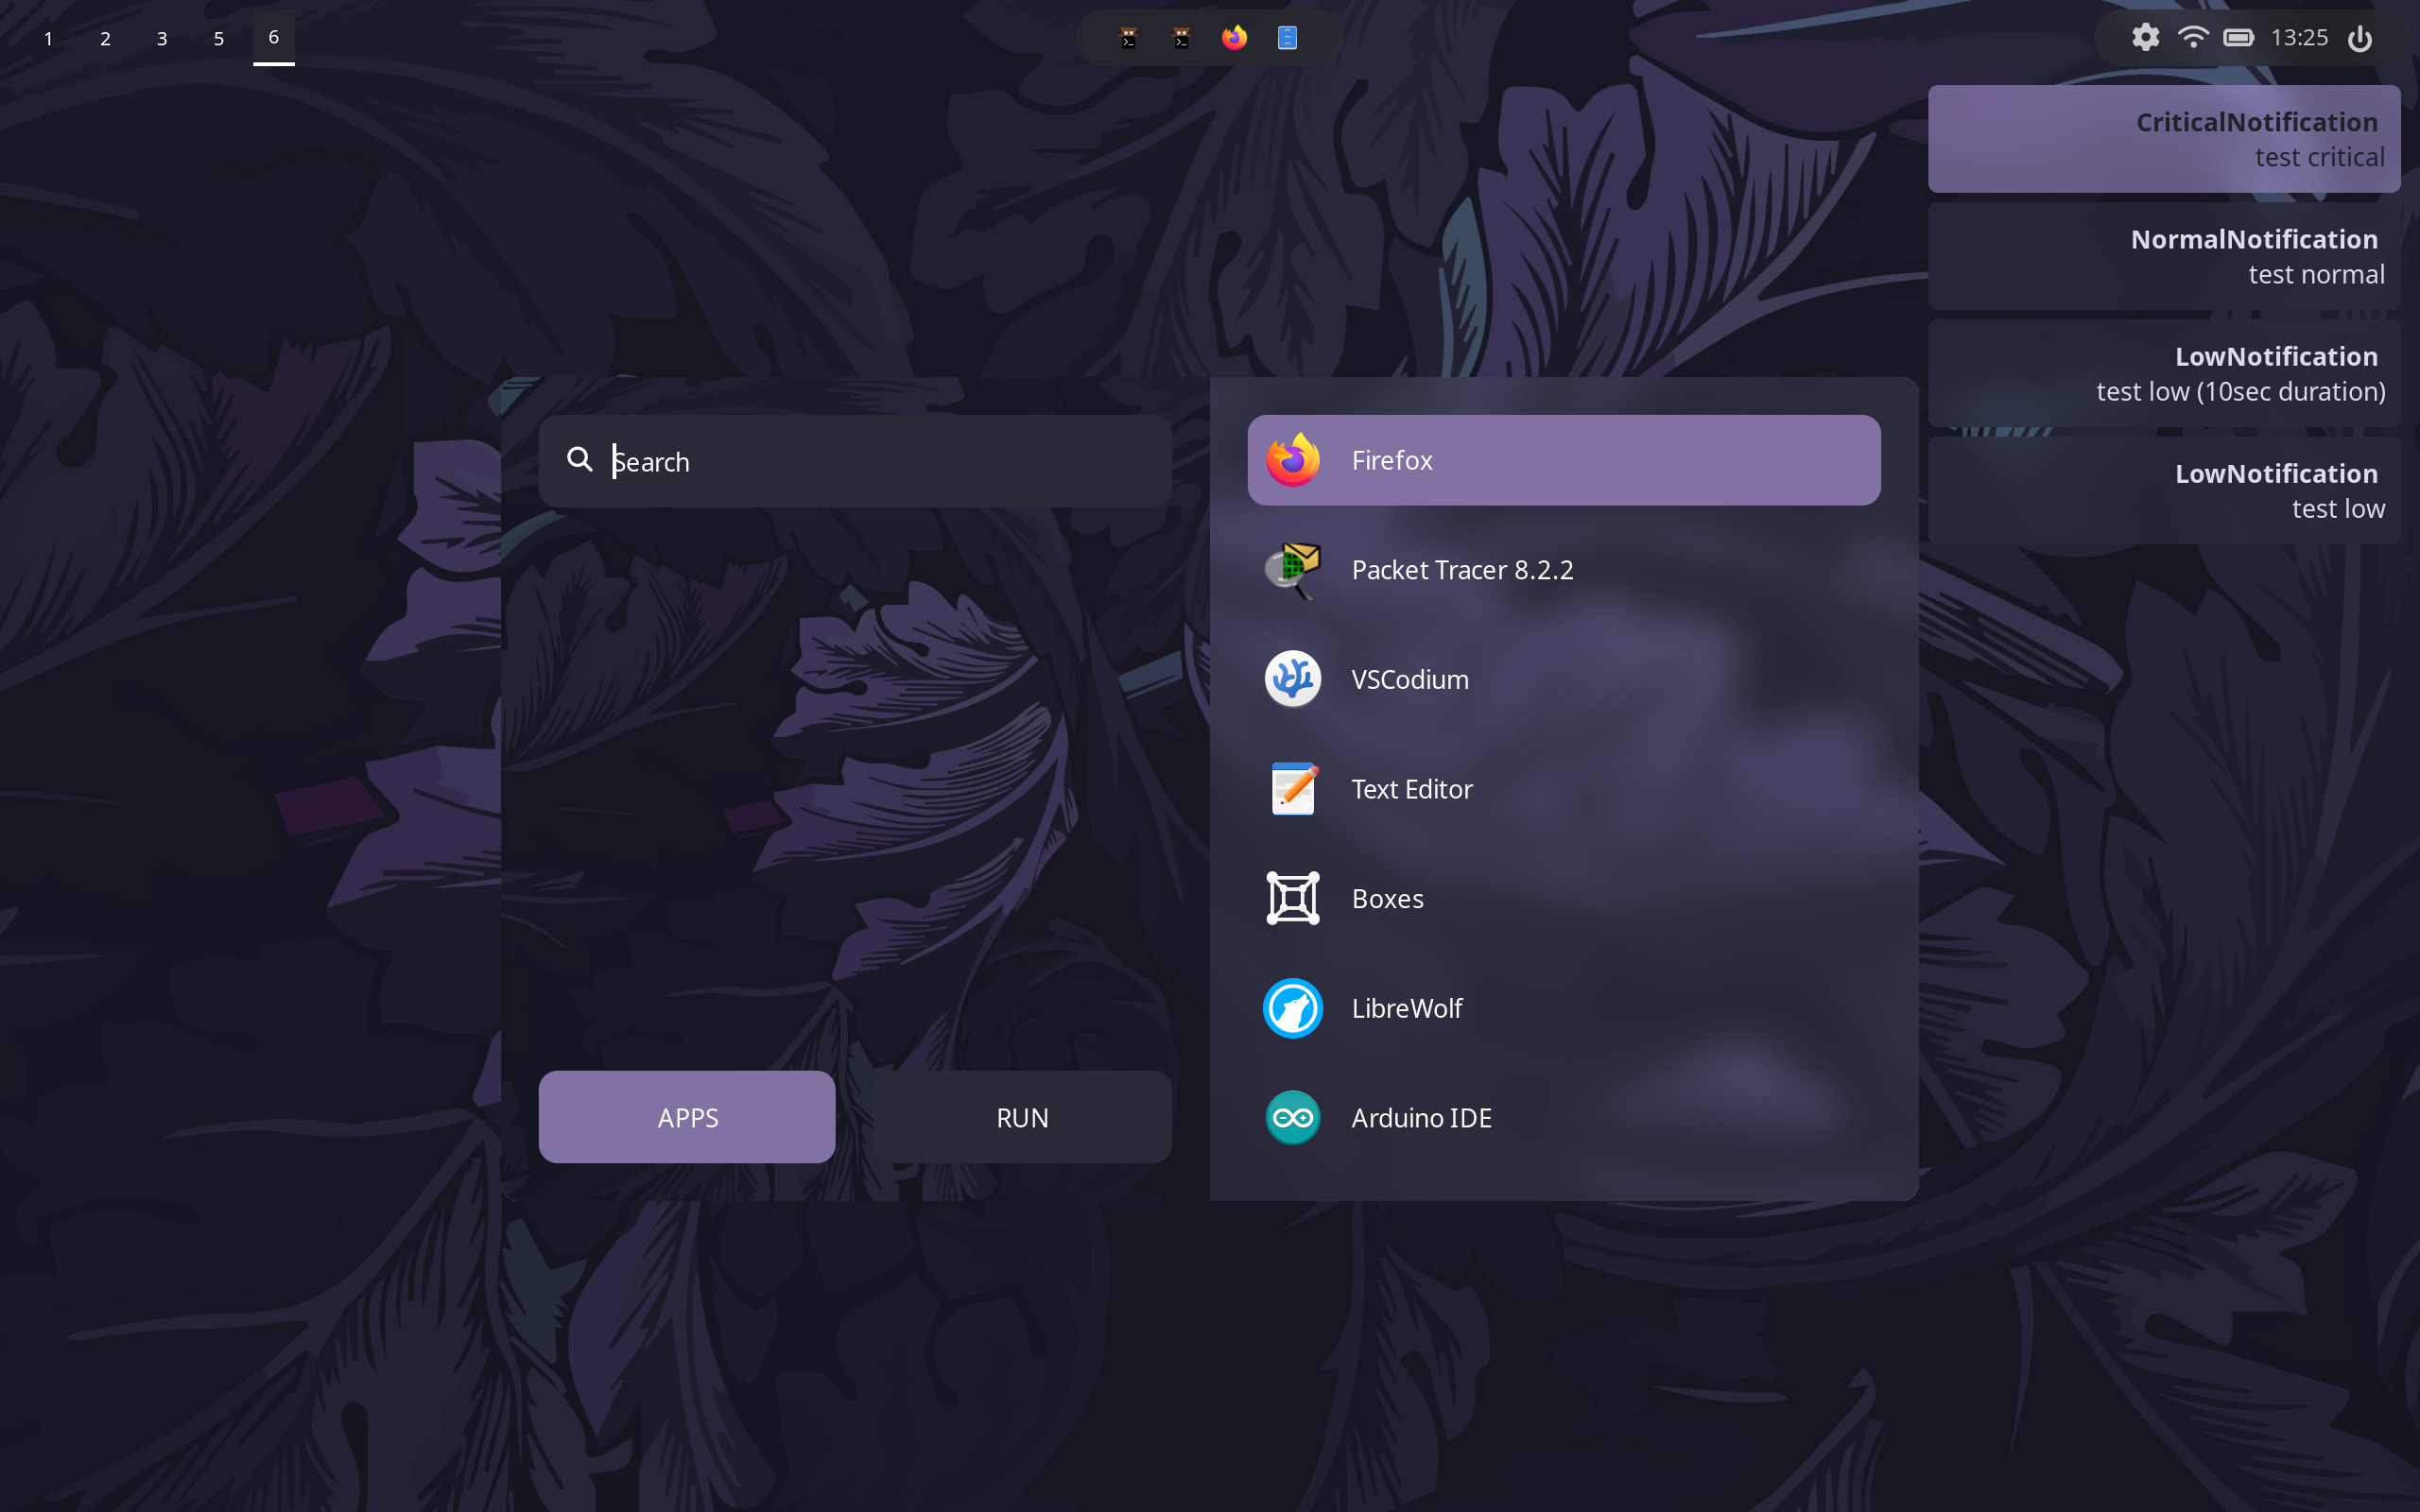 1 2 3 5 6
13:25
CriticalNotification
test critical
NormalNotification
test normal
LowNotification
test low (10sec duration)
LowNotification
test low
Search
APPS
RUN
Firefox
Packet Tracer 8.2.2
VSCodium
Text Editor
Boxes
LibreWolf
Arduino IDE